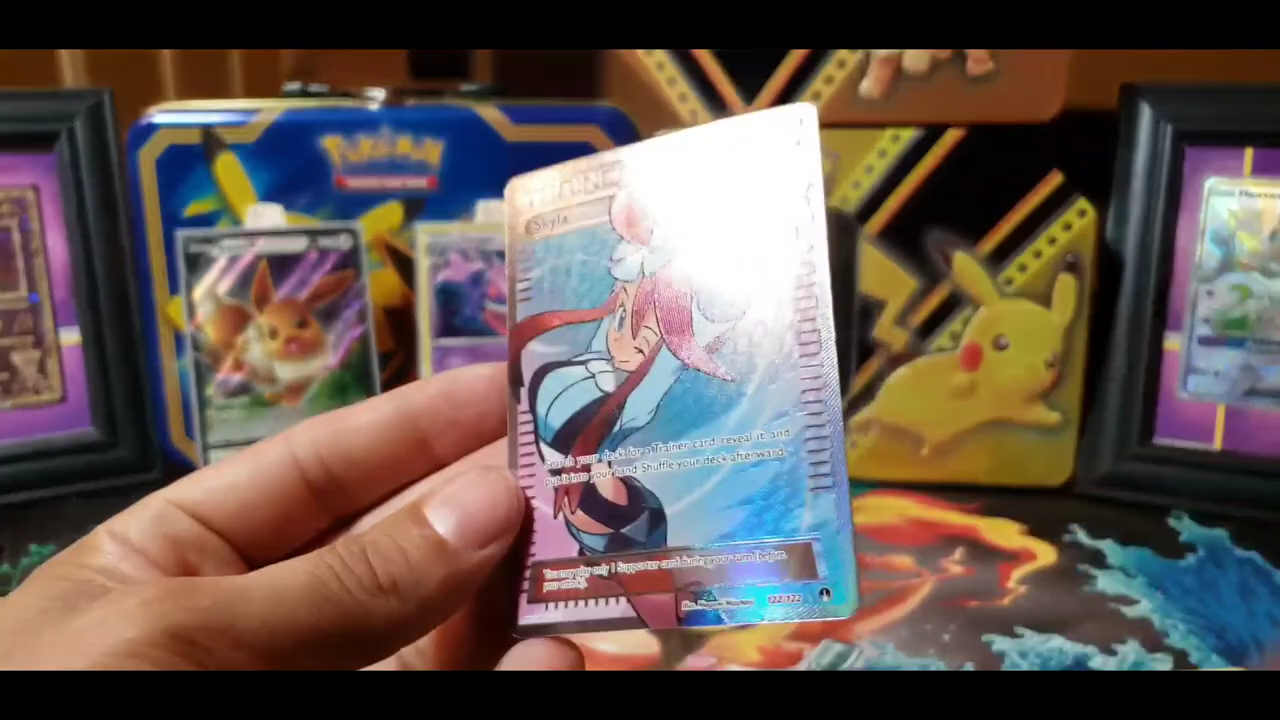 Pokémon
Skyla
Search your deck for a Trainer card, reveal it, and
put it into your hand. Shuffle your deck afterward.
You may play only 1 Supporter card during your turn (before
your attack).
122/122